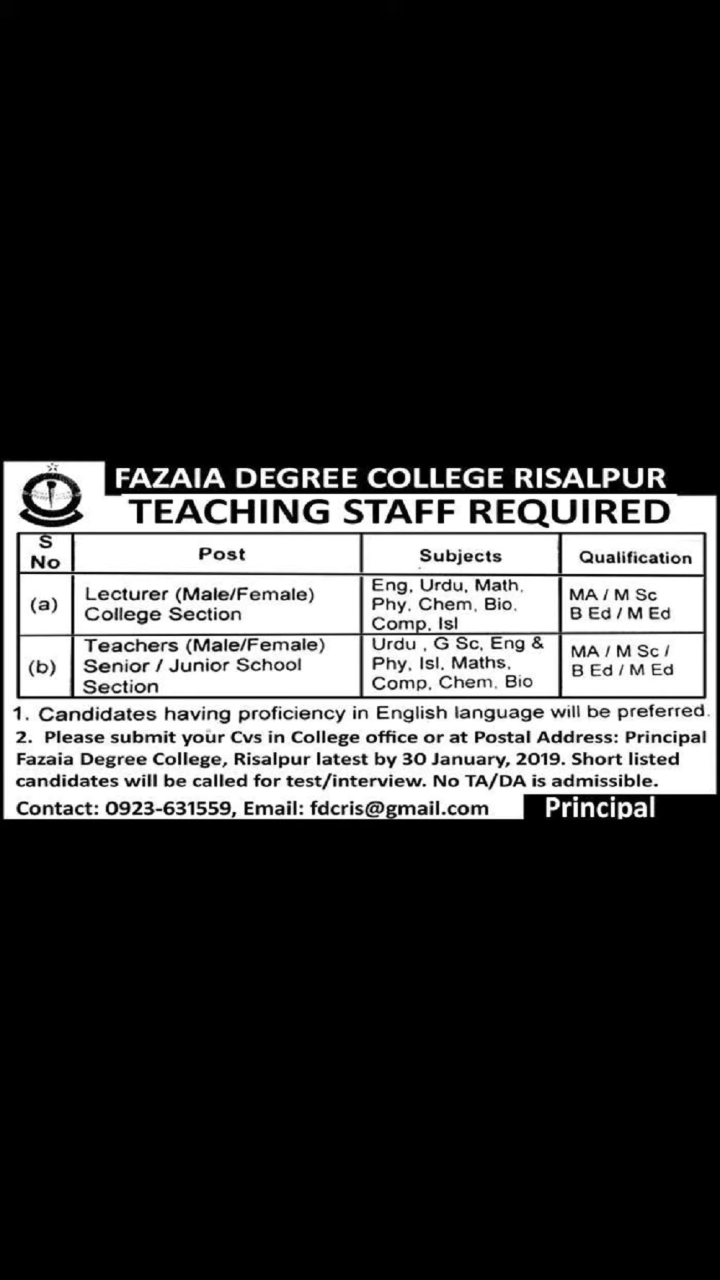 FAZAIA DEGREE COLLEGE RISALPUR
TEACHING STAFF REQUIRED
S No Post Subjects Qualification
(a) Lecturer (Male/Female) College Section Eng, Urdu, Math, Phy, Chem, Bio, Comp, Isl MA / M Sc B Ed / M Ed
(b) Teachers (Male/Female) Senior / Junior School Section Urdu , G Sc, Eng & Phy, Isl, Maths, Comp, Chem, Bio MA / M Sc / B Ed / M Ed
1. Candidates having proficiency in English language will be preferred.
2. Please submit your Cvs in College office or at Postal Address: Principal
Fazaia Degree College, Risalpur latest by 30 January, 2019. Short listed
candidates will be called for test/interview. No TA/DA is admissible.
Contact: 0923-631559, Email: fdcris@gmail.com Principal